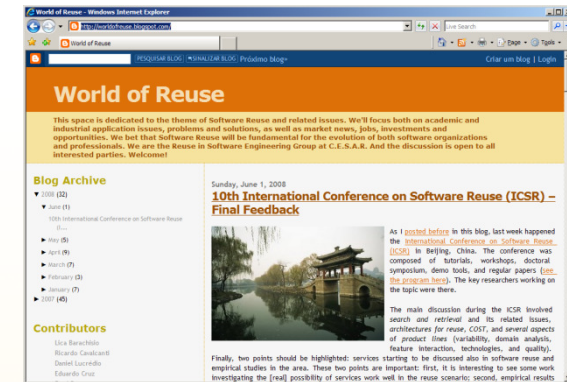 World of Reuse - Windows Internet Explorer
http://worldofreuse.blogspot.com/
Live Search
World of Reuse
Page
Tools
PESQUISAR BLOG
SINALIZAR BLOG
Próximo blog»
Criar um blog | Login
World of Reuse
This space is dedicated to the theme of Software Reuse and related issues. We'll focus both on academic and
industrial application issues, problems and solutions, as well as market news, jobs, investments and
opportunities. We bet that Software Reuse will be fundamental for the evolution of both software organizations
and professionals. We are the Reuse in Software Engineering Group at C.E.S.A.R. And the discussion is open to all
interested parties. Welcome!
Blog Archive
▼ 2008 (32)
▼ June (1)
10th International Conference on Software Reuse
(I...
► May (5)
► April (9)
► March (7)
► February (3)
► January (7)
► 2007 (45)
Contributors
Lica Barachisio
Ricardo Cavalcanti
Daniel Lucrédio
Eduardo Cruz
Sunday, June 1, 2008
10th International Conference on Software Reuse (ICSR) –
Final Feedback
As I posted before in this blog, last week happened
the International Conference on Software Reuse
(ICSR) in Beijing, China. The conference was
composed of tutorials, workshops, doctoral
symposium, demo tools, and regular papers (see
the program here). The key researchers working on
the topic were there.
The main discussion during the ICSR involved
search and retrieval and its related issues,
architectures for reuse, COST, and several aspects
of product lines (variability, domain analysis,
feature interaction, technologies, and quality).
Finally, two points should be highlighted: services starting to be discussed also in software reuse and
empirical studies in the area. These two points are important: first, it is interesting to see some work
investigating the [real] possibility of services work well in the reuse scenario; second, empirical results